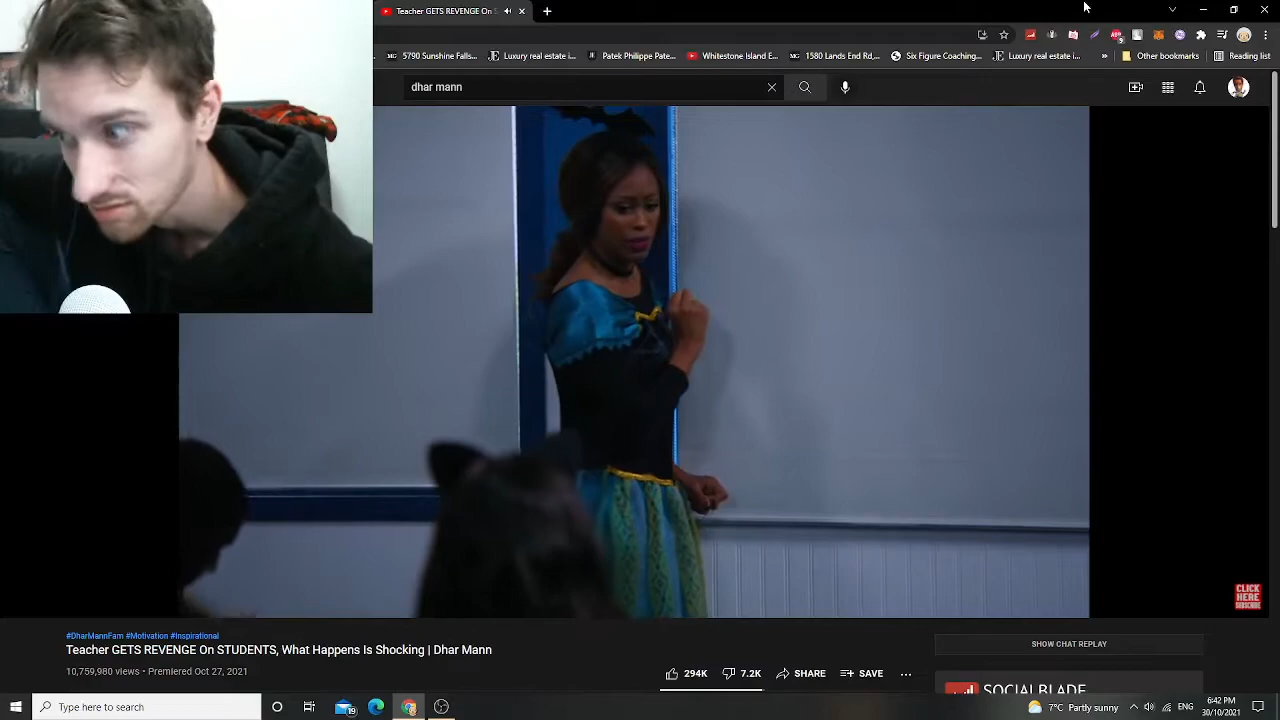 Teacher GETS REVENGE On S
5790 Sunshine Falls...
Luxury real estate i...
Patek Philippe Pate...
Whitestone Island E...
580 Lands End Rd,...
Six Figure Coaching...
Luxury real estate i...
»
Other bookmarks
Reading list
dhar mann
CLICK
HERE
SUBSCRIBE
#DharMannFam #Motivation #Inspirational
Teacher GETS REVENGE On STUDENTS, What Happens Is Shocking | Dhar Mann
10,759,980 views • Premiered Oct 27, 2021
294K
7.2K
SHARE
SAVE
SHOW CHAT REPLAY
SOCIALBLADE
Type here to search
19
7°C Partly sunny
ENG
6:42 PM
30/10/2021